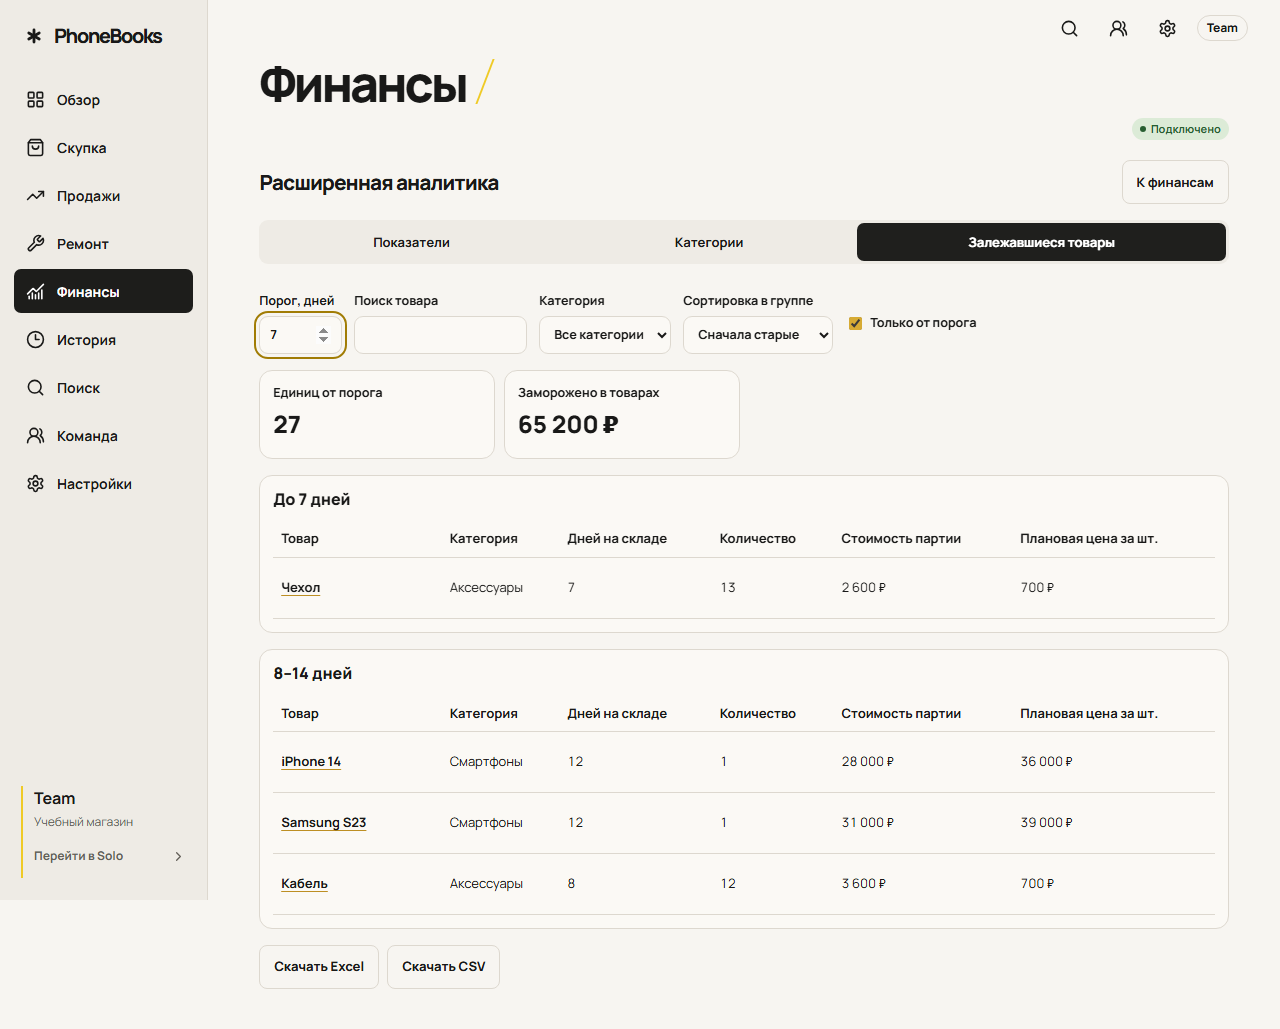 PhoneBooks
Team
Обзор
Скупка
Продажи
Ремонт
Финансы
История
Поиск
Команда
Настройки
Team
Учебный магазин
Перейти в Solo
Финансы
Подключено
Расширенная аналитика
К финансам
Показатели Категории Залежавшиеся товары
Порог, дней Поиск товара Категория Сортировка в группе
7 Все категории Сначала старые Только от порога
Единиц от порога Заморожено в товарах
27 65 200 ₽
До 7 дней
Товар Категория Дней на складе Количество Стоимость партии Плановая цена за шт.
Чехол Аксессуары 7 13 2 600 ₽ 700 ₽
8–14 дней
Товар Категория Дней на складе Количество Стоимость партии Плановая цена за шт.
iPhone 14 Смартфоны 12 1 28 000 ₽ 36 000 ₽
Samsung S23 Смартфоны 12 1 31 000 ₽ 39 000 ₽
Кабель Аксессуары 8 12 3 600 ₽ 700 ₽
Скачать Excel Скачать CSV